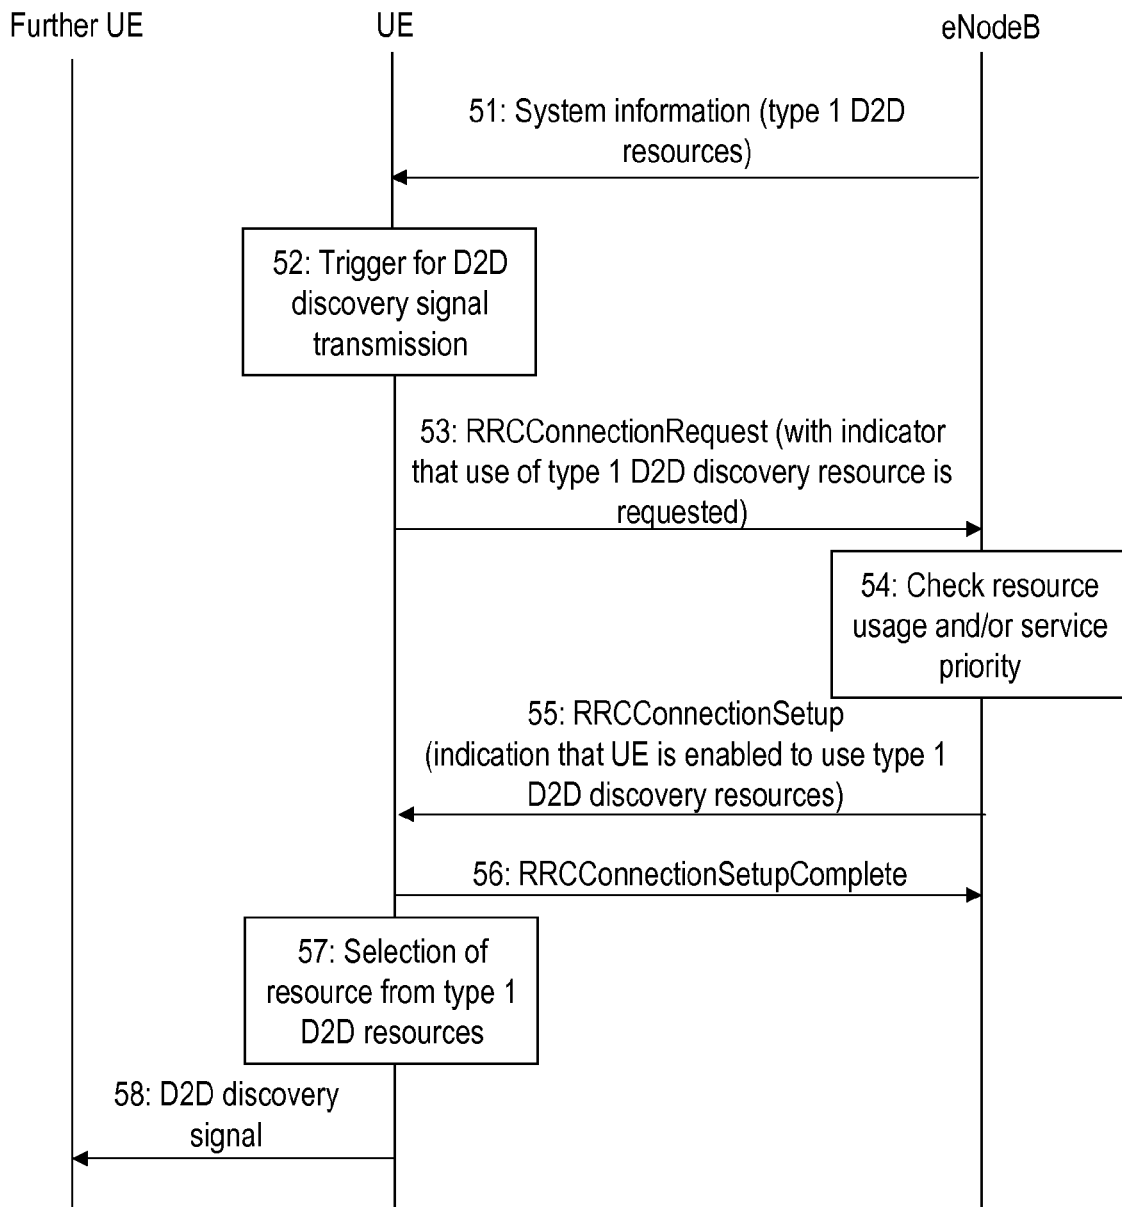 Further UE
UE
eNodeB
51: System information (type 1 D2D
resources)
52: Trigger for D2D
discovery signal
transmission
53: RRCConnectionRequest (with indicator
that use of type 1 D2D discovery resource is
requested)
54: Check resource
usage and/or service
priority
55: RRCConnectionSetup
(indication that UE is enabled to use type 1
D2D discovery resources)
56: RRCConnectionSetupComplete
57: Selection of
resource from type 1
D2D resources
58: D2D discovery
signal